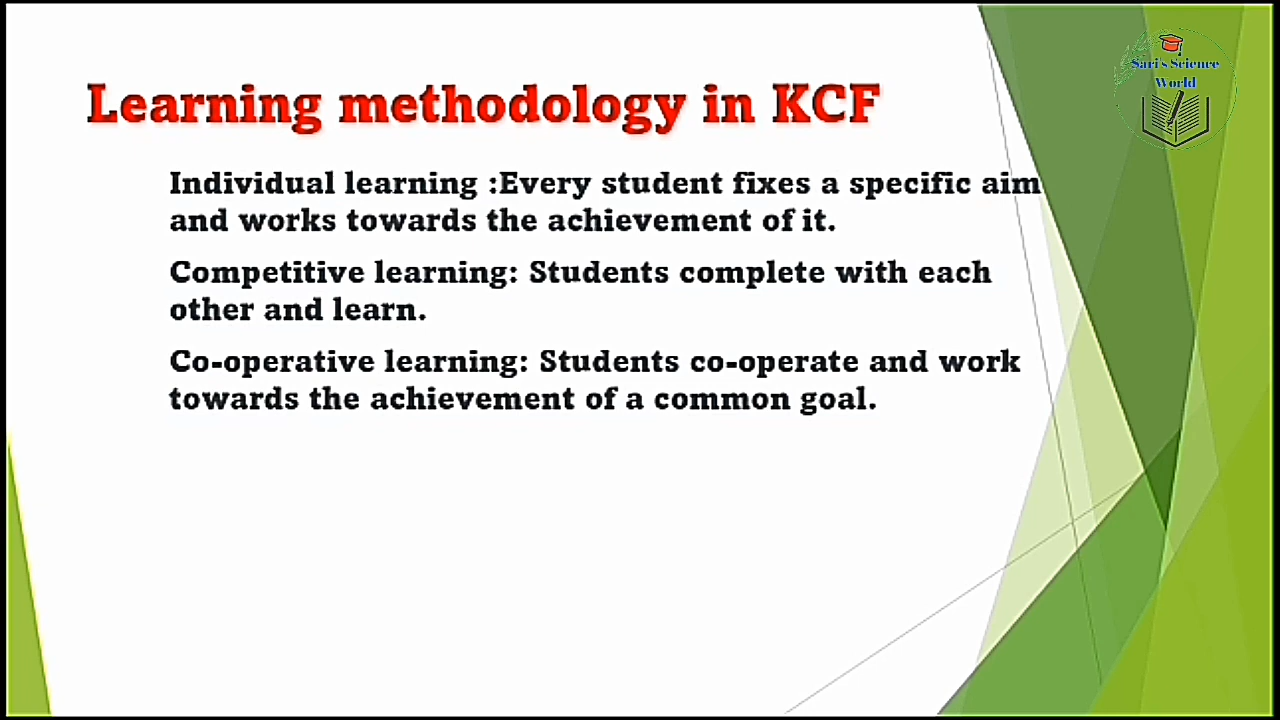 Sari's Science
World
Learning methodology in KCF
Individual learning :Every student fixes a specific aim
and works towards the achievement of it.
Competitive learning: Students complete with each
other and learn.
Co-operative learning: Students co-operate and work
towards the achievement of a common goal.